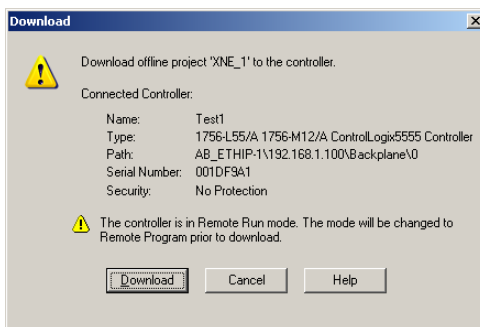 Download
Download offline project 'XNE_1' to the controller.
Connected Controller:
Name: Test1
Type: 1756-L55/A 1756-M12/A ControlLogix5555 Controller
Path: AB_ETHIP-1\192.168.1.100\Backplane\0
Serial Number: 001DF9A1
Security: No Protection
The controller is in Remote Run mode. The mode will be changed to
Remote Program prior to download.
Download Cancel Help